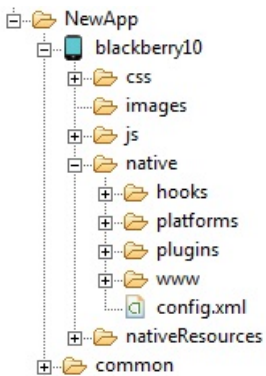 NewApp
blackberry10
css
images
js
native
hooks
platforms
plugins
www
config.xml
nativeResources
common